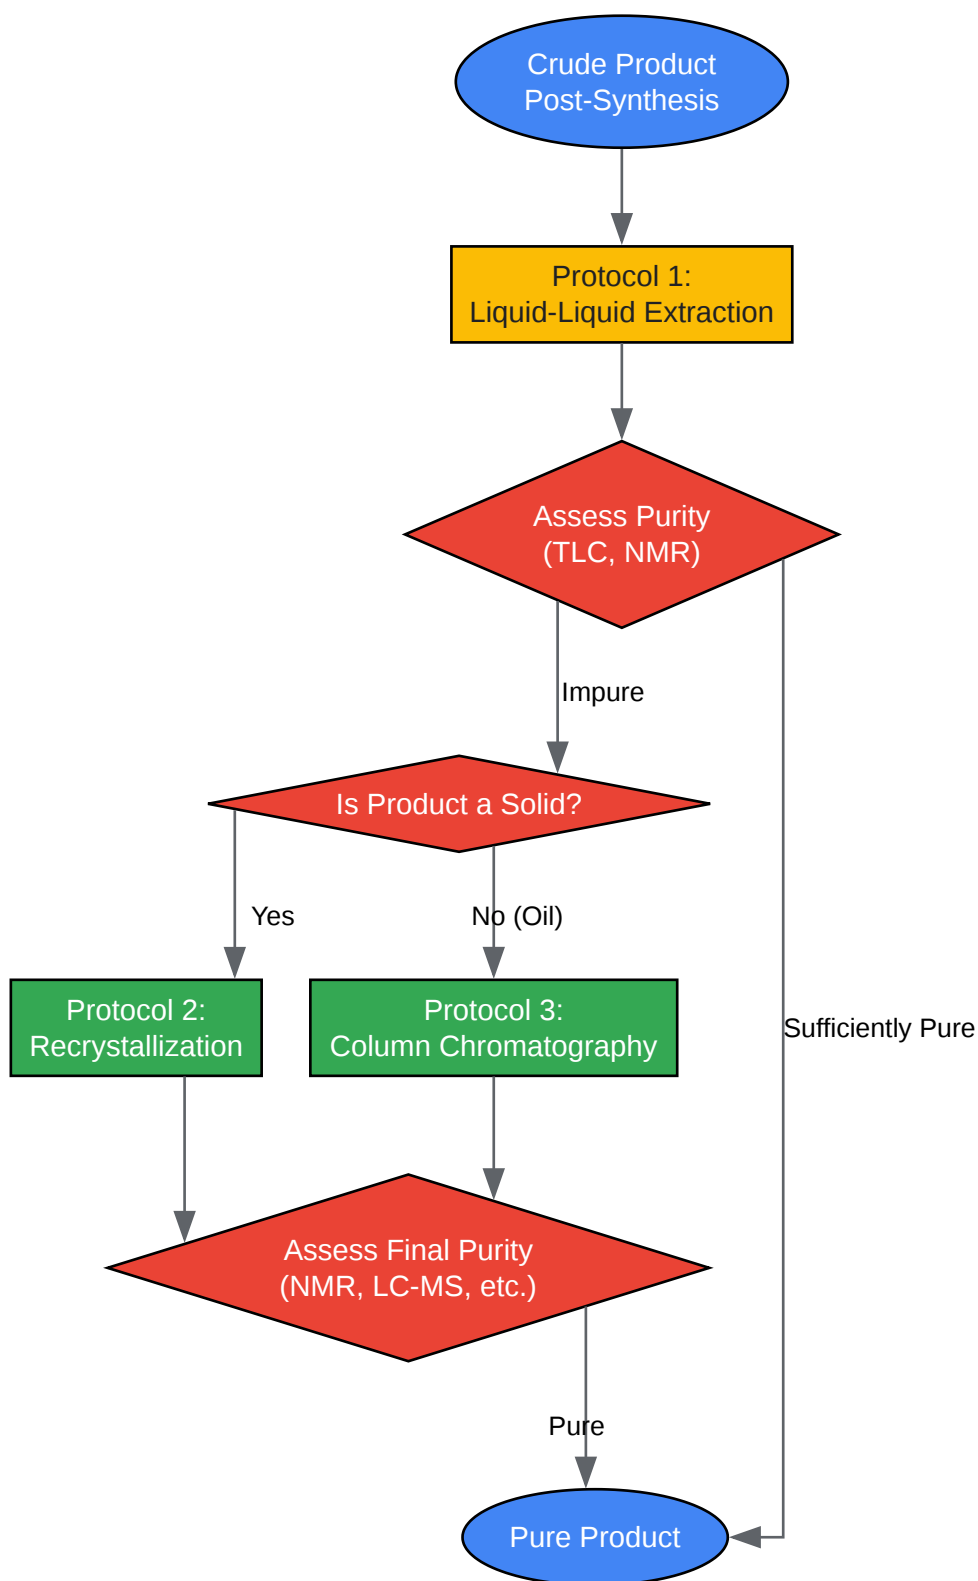 Crude Product
Post-Synthesis
Protocol 1:
Liquid-Liquid Extraction
Assess Purity
(TLC, NMR)
Impure
Is Product a Solid?
Yes
No (Oil)
Protocol 2:
Recrystallization
Protocol 3:
Column Chromatography
Sufficiently Pure
Assess Final Purity
(NMR, LC-MS, etc.)
Pure
Pure Product